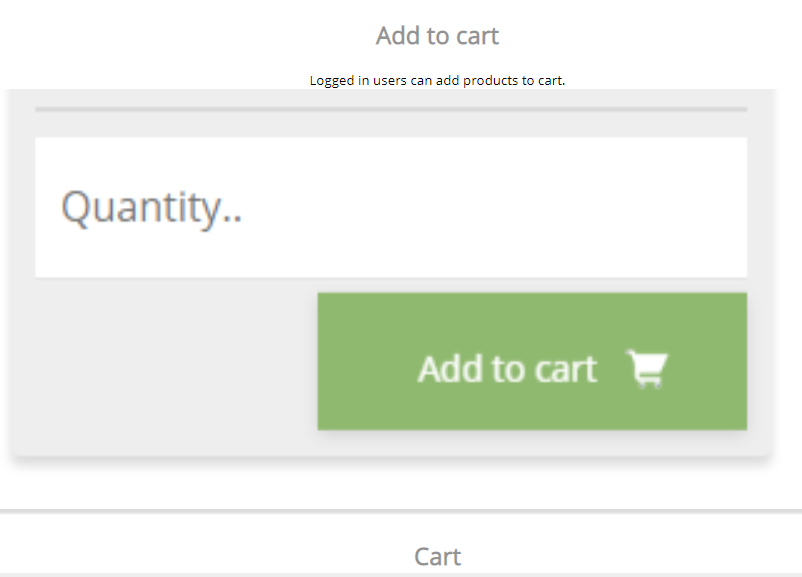 Add to cart
Logged in users can add products to cart.
Quantity..
Add to cart
Cart